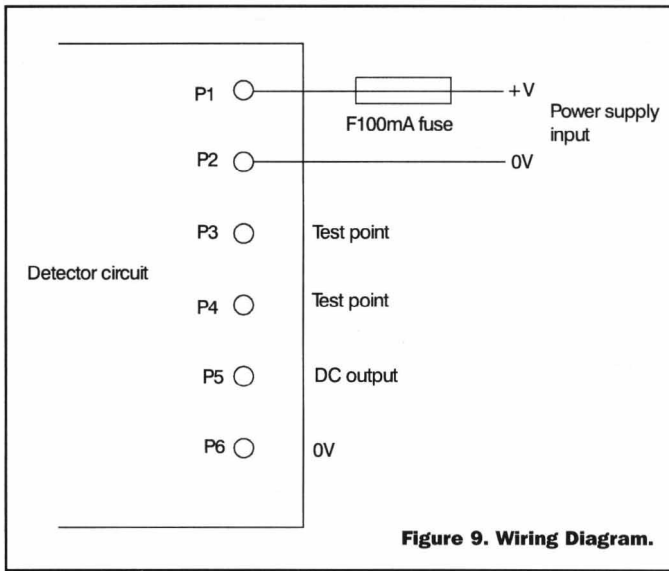 P1
+V
F100mA fuse
Power supply
input
P2
0V
P3
Test point
Detector circuit
P4
Test point
P5
DC output
P6
0V
Figure 9. Wiring Diagram.